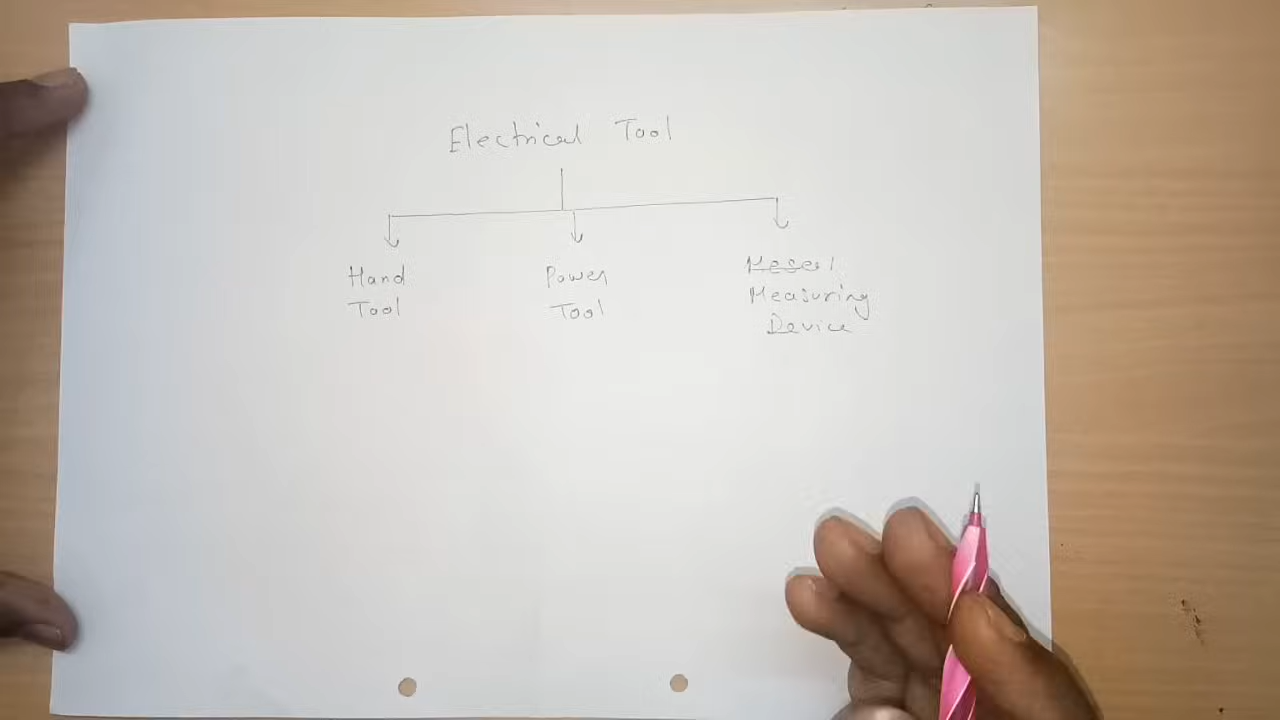 Electrical Tool
Hand
Tool
Power
Tool
Measuring
Device